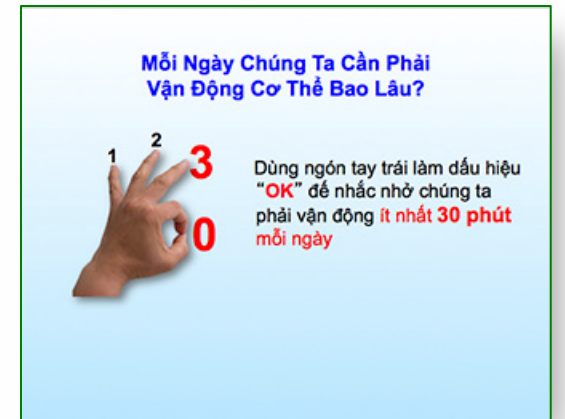 Mỗi Ngày Chúng Ta Cần Phải
Vận Động Cơ Thể Bao Lâu?
1 2 3
0
Dùng ngón tay trái làm dấu hiệu
“OK” để nhắc nhở chúng ta
phải vận động ít nhất 30 phút
mỗi ngày